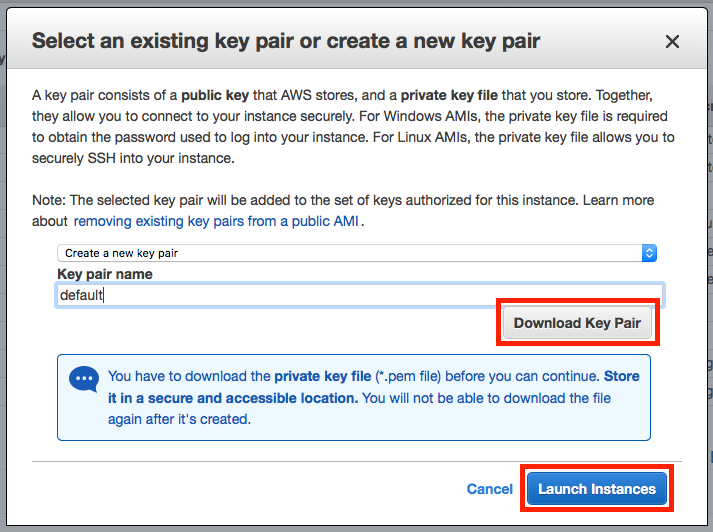 Select an existing key pair or create a new key pair
A key pair consists of a public key that AWS stores, and a private key file that you store. Together,
they allow you to connect to your instance securely. For Windows AMIs, the private key file is required
to obtain the password used to log into your instance. For Linux AMIs, the private key file allows you to
securely SSH into your instance.
Note: The selected key pair will be added to the set of keys authorized for this instance. Learn more
about removing existing key pairs from a public AMI .
Create a new key pair
Key pair name
default
Download Key Pair
You have to download the private key file (*.pem file) before you can continue. Store
it in a secure and accessible location. You will not be able to download the file
again after it's created.
Cancel Launch Instances